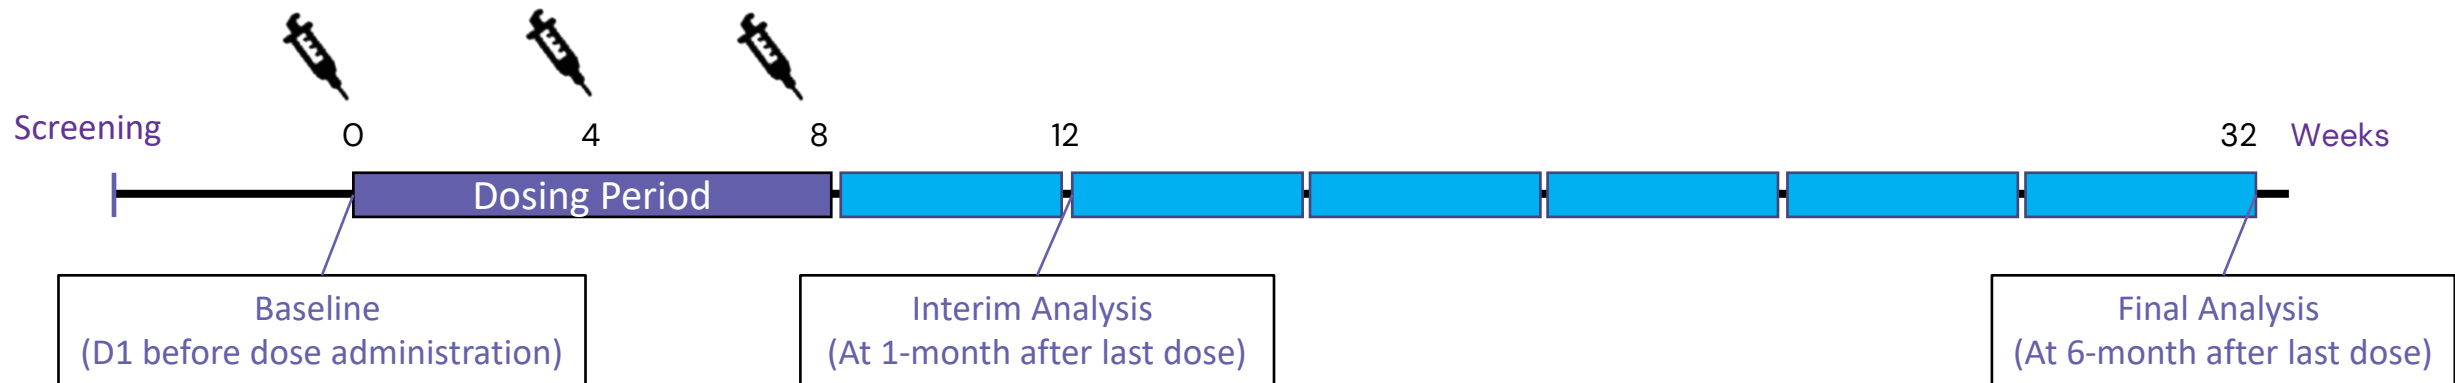 Screening
0
4
8
12
32
Weeks
Dosing Period
Baseline
(D1 before dose administration)
Interim Analysis
(At 1-month after last dose)
Final Analysis
(At 6-month after last dose)